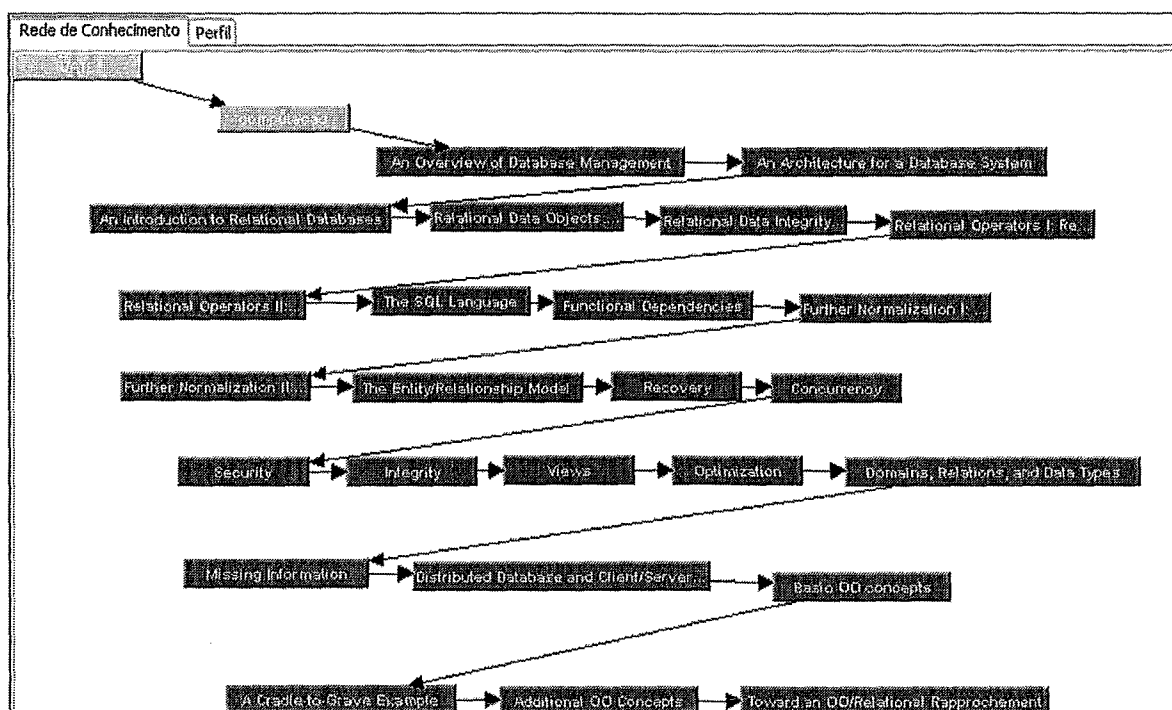 Rede de Conhecimento Perfil
An Overview of Database Management An Architecture for a Database System
An Introduction to Relational Databases Relational Data Objects... Relational Data Integrity... Relational Operators I: Re...
Relational Operators II:... The SQL Language Functional Dependencies Further Normalization I:...
Further Normalization II:... The Entity/Relationship Model Recovery Concurrency
Security Integrity Views Optimization Domains, Relations, and Data Types
Missing Information Distributed Database and Client/Server... Basic OO concepts
A Cradle-to-Grave Example Additional OO Concepts Toward an OO/Relational Rapprochement